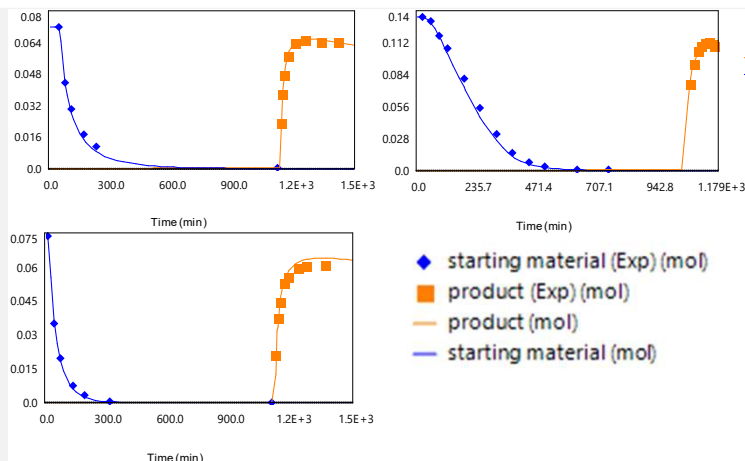 0.08
0.064
0.048
0.032
0.016
0.0
0.0 300.0 600.0 900.0 1.2E+3 1.5E+3
Time (min)
0.14
0.112
0.084
0.056
0.028
0.0
0.0 235.7 471.4 707.1 942.8 1.179E+3
Time (min)
0.075
0.06
0.045
0.03
0.015
0.0
0.0 300.0 600.0 900.0 1.2E+3 1.5E+3
Time (min)
starting material (Exp) (mol)
product (Exp) (mol)
product (mol)
starting material (mol)